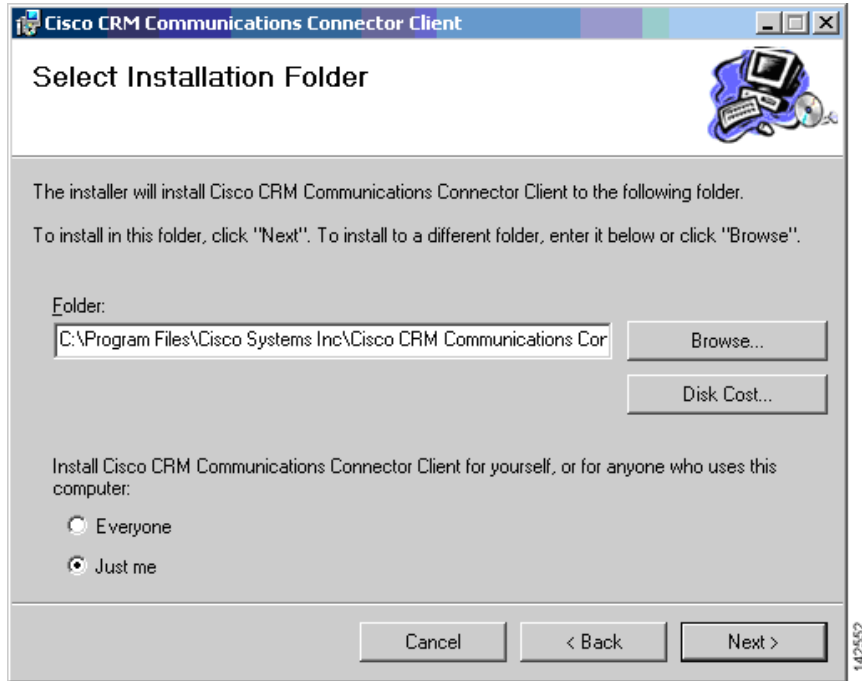 Cisco CRM Communications Connector Client
Select Installation Folder
The installer will install Cisco CRM Communications Connector Client to the following folder.
To install in this folder, click "Next". To install to a different folder, enter it below or click "Browse".
Folder:
C:\Program Files\Cisco Systems Inc\Cisco CRM Communications Cor
Browse...
Disk Cost...
Install Cisco CRM Communications Connector Client for yourself, or for anyone who uses this
computer:
Everyone
Just me
Cancel
< Back
Next >
142552